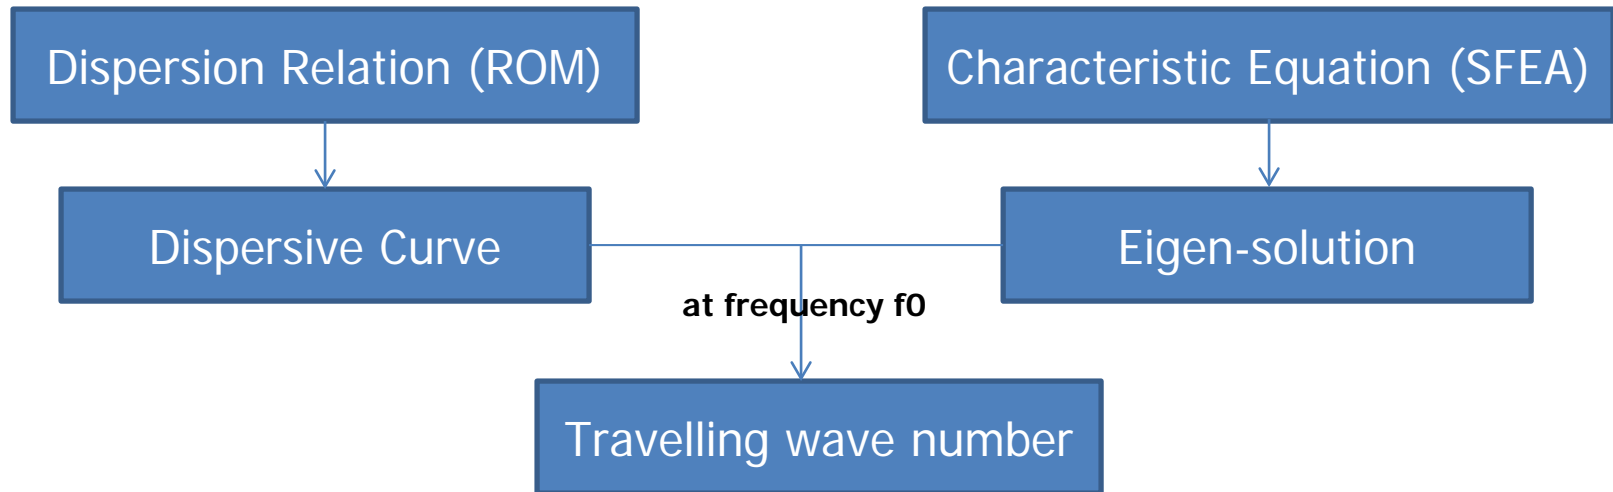 Dispersion Relation (ROM)
Characteristic Equation (SFEA)
Dispersive Curve
Eigen-solution
at frequency f0
Travelling wave number